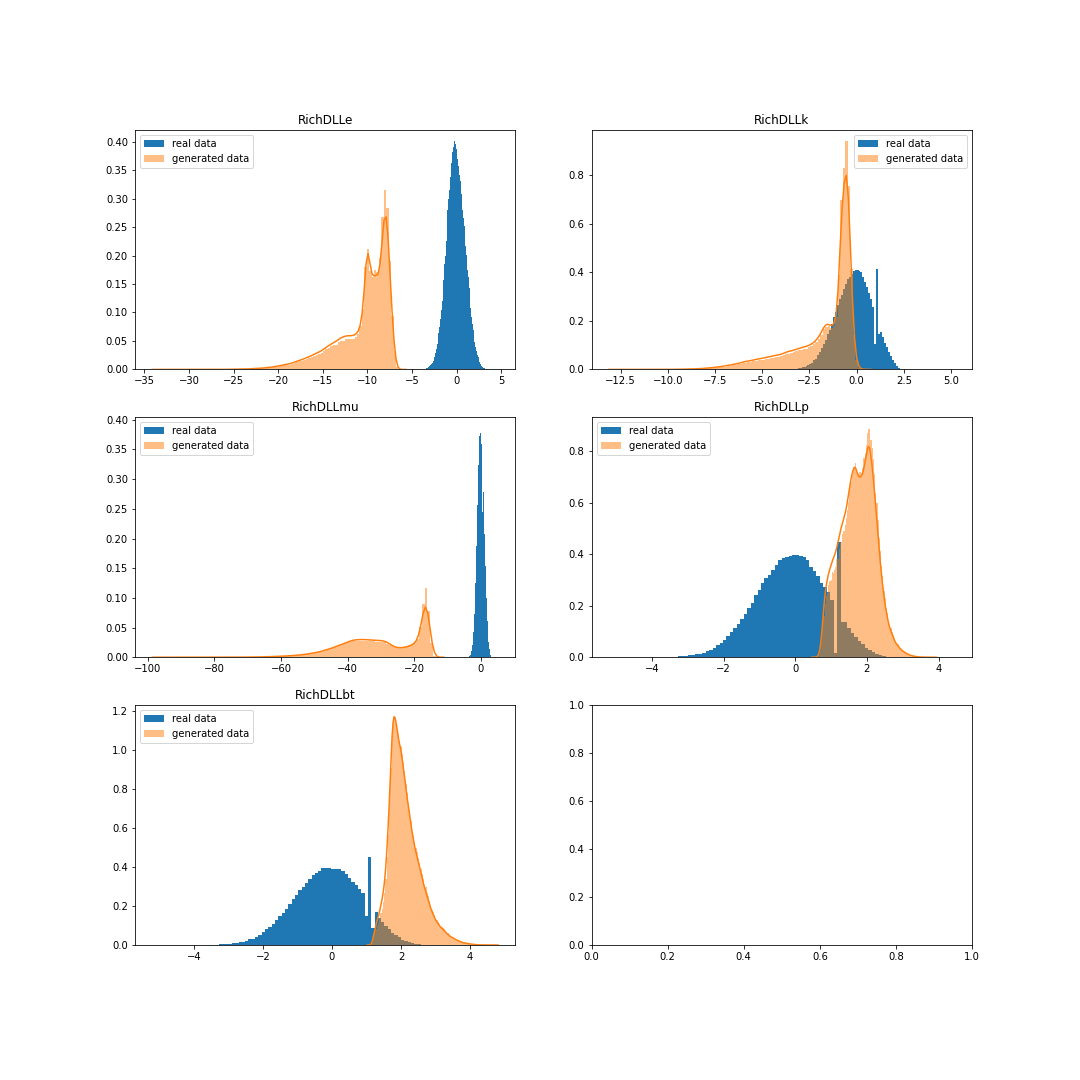 RichDLLe
real data
generated data
0.40
0.35
0.30
0.25
0.20
0.15
0.10
0.05
0.00
−35 −30 −25 −20 −15 −10 −5 0 5
RichDLLk
real data
generated data
0.8
0.6
0.4
0.2
0.0
−12.5 −10.0 −7.5 −5.0 −2.5 0.0 2.5 5.0
RichDLLmu
real data
generated data
0.40
0.35
0.30
0.25
0.20
0.15
0.10
0.05
0.00
−100 −80 −60 −40 −20 0
RichDLLp
real data
generated data
0.8
0.6
0.4
0.2
0.0
−4 −2 0 2 4
RichDLLbt
real data
generated data
1.2
1.0
0.8
0.6
0.4
0.2
0.0
−4 −2 0 2 4
1.0
0.8
0.6
0.4
0.2
0.0
0.0 0.2 0.4 0.6 0.8 1.0